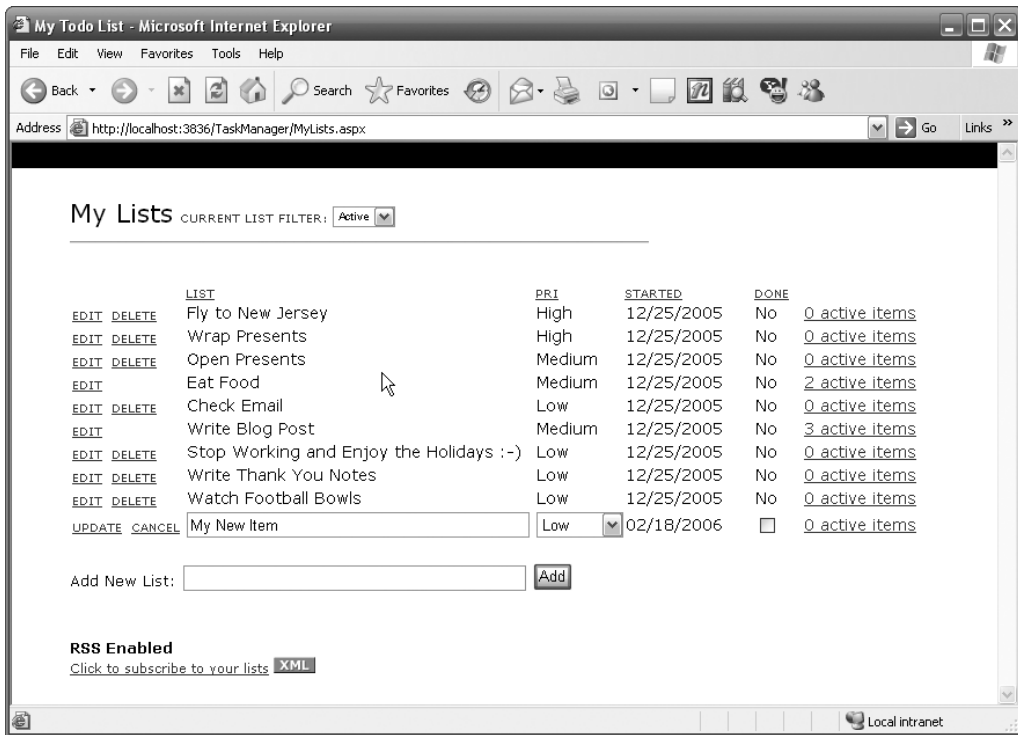 My Todo List - Microsoft Internet Explorer
File Edit View Favorites Tools Help
Back Search Favorites
Address http://localhost:3836/TaskManager/MyLists.aspx Go Links »
My Lists CURRENT LIST FILTER: Active
LIST PRI STARTED DONE
EDIT DELETE Fly to New Jersey High 12/25/2005 No 0 active items
EDIT DELETE Wrap Presents High 12/25/2005 No 0 active items
EDIT DELETE Open Presents Medium 12/25/2005 No 0 active items
EDIT Eat Food Medium 12/25/2005 No 2 active items
EDIT DELETE Check Email Low 12/25/2005 No 0 active items
EDIT Write Blog Post Medium 12/25/2005 No 3 active items
EDIT DELETE Stop Working and Enjoy the Holidays :-) Low 12/25/2005 No 0 active items
EDIT DELETE Write Thank You Notes Low 12/25/2005 No 0 active items
EDIT DELETE Watch Football Bowls Low 12/25/2005 No 0 active items
UPDATE CANCEL My New Item Low 02/18/2006 0 active items
Add New List: Add
RSS Enabled
Click to subscribe to your lists XML
Local intranet